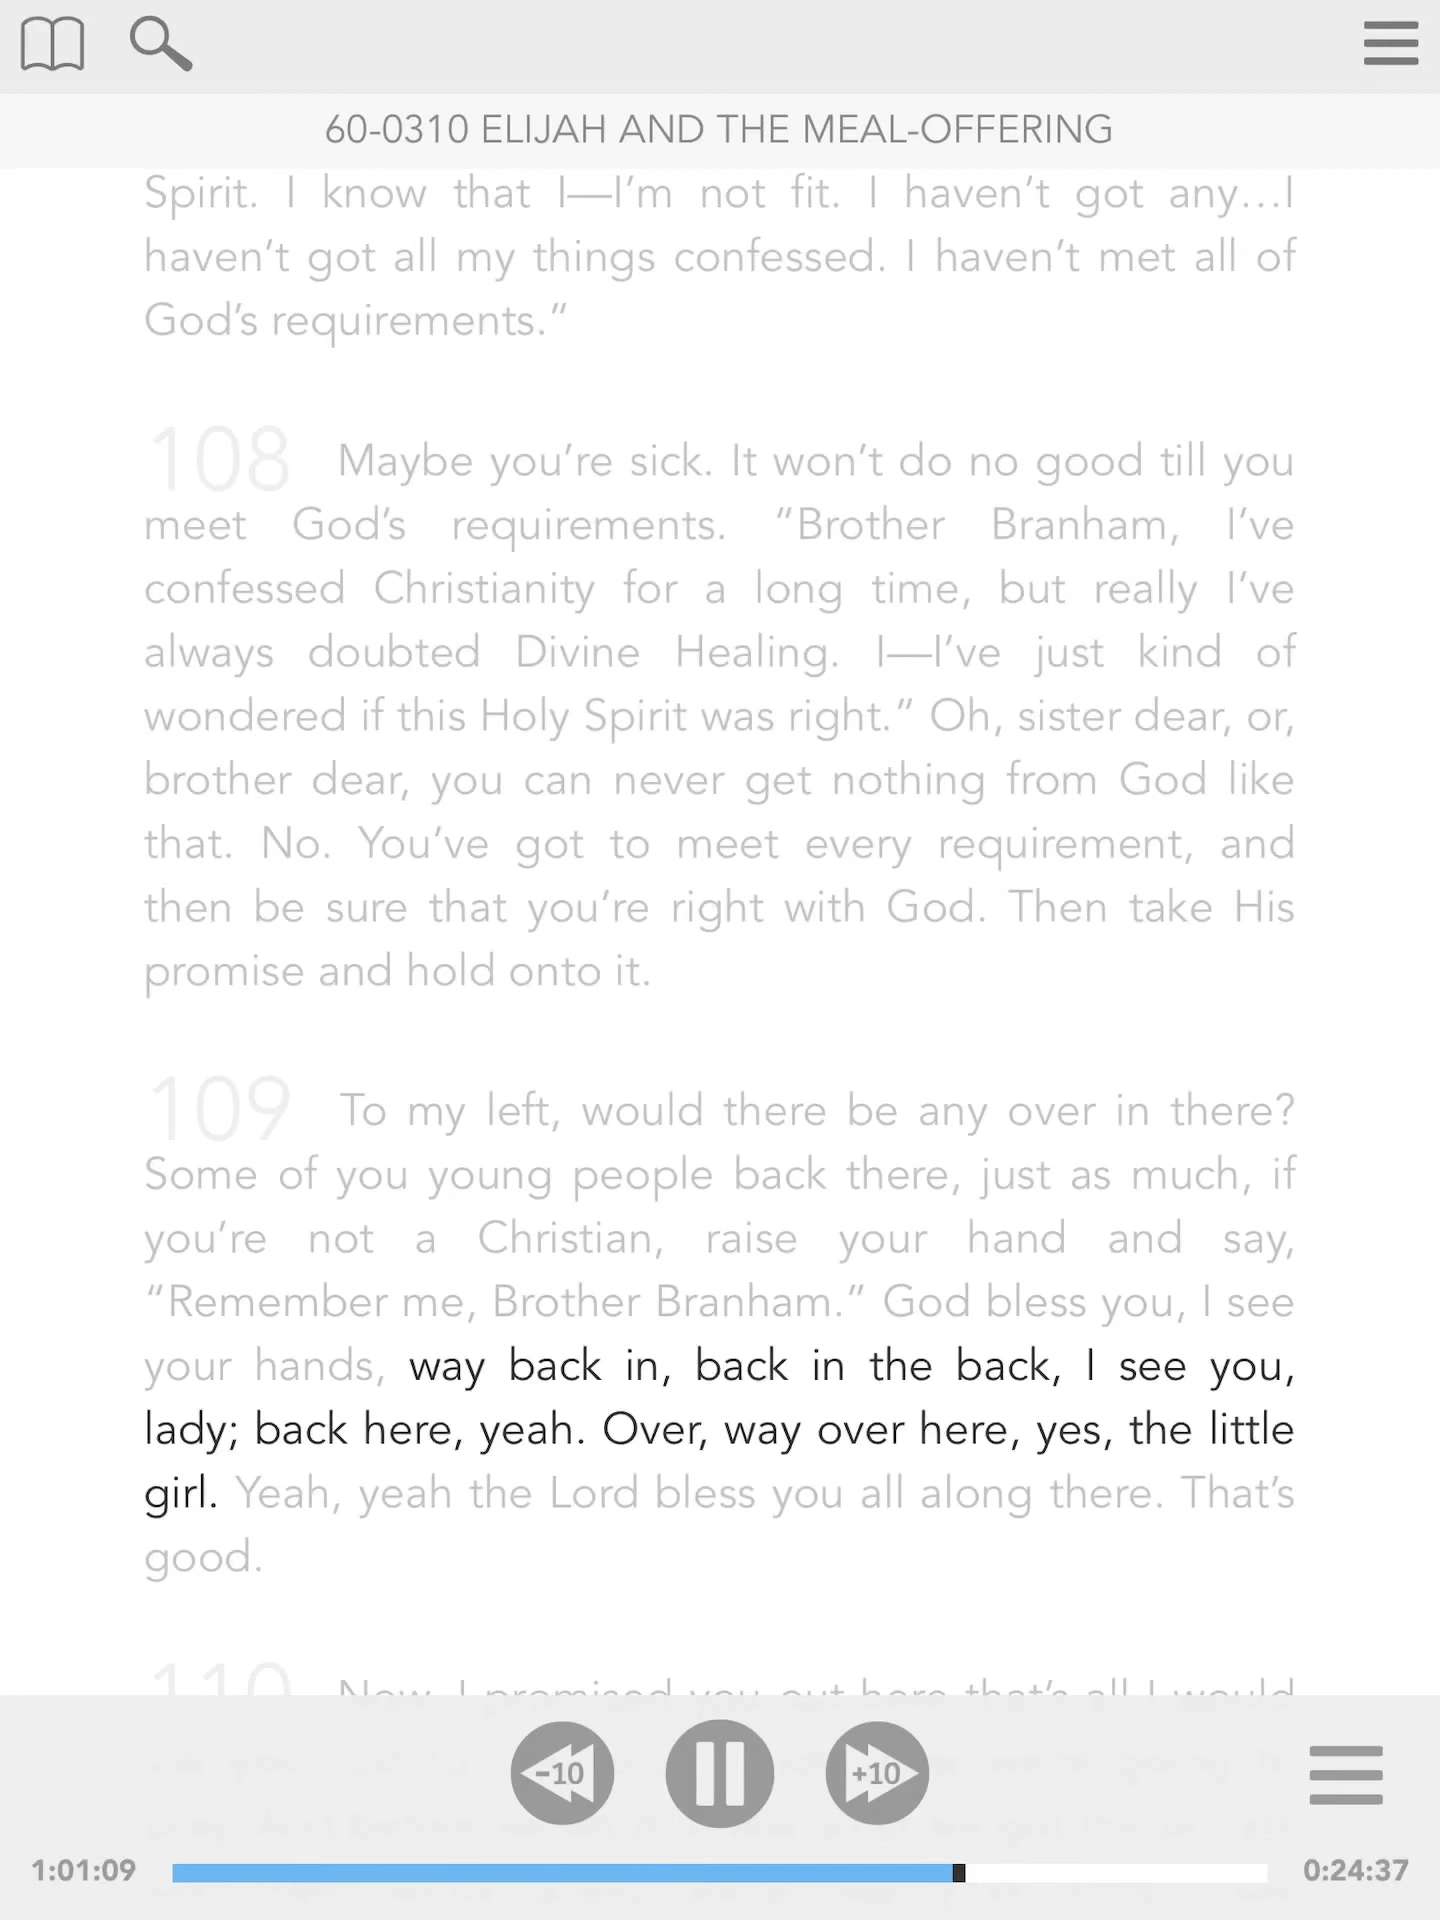 60-0310 ELIJAH AND THE MEAL-OFFERING
Spirit. I know that I—I’m not fit. I haven’t got any…I
haven’t got all my things confessed. I haven’t met all of
God’s requirements.”
108 Maybe you’re sick. It won’t do no good till you
meet God’s requirements. “Brother Branham, I’ve
confessed Christianity for a long time, but really I’ve
always doubted Divine Healing. I—I’ve just kind of
wondered if this Holy Spirit was right.” Oh, sister dear, or,
brother dear, you can never get nothing from God like
that. No. You’ve got to meet every requirement, and
then be sure that you’re right with God. Then take His
promise and hold onto it.
109 To my left, would there be any over in there?
Some of you young people back there, just as much, if
you’re not a Christian, raise your hand and say,
“Remember me, Brother Branham.” God bless you, I see
your hands, way back in, back in the back, I see you,
lady; back here, yeah. Over, way over here, yes, the little
girl. Yeah, yeah the Lord bless you all along there. That’s
good.
110 Now, I promised you out here that’s all I would
-10 +10
1:01:09 0:24:37